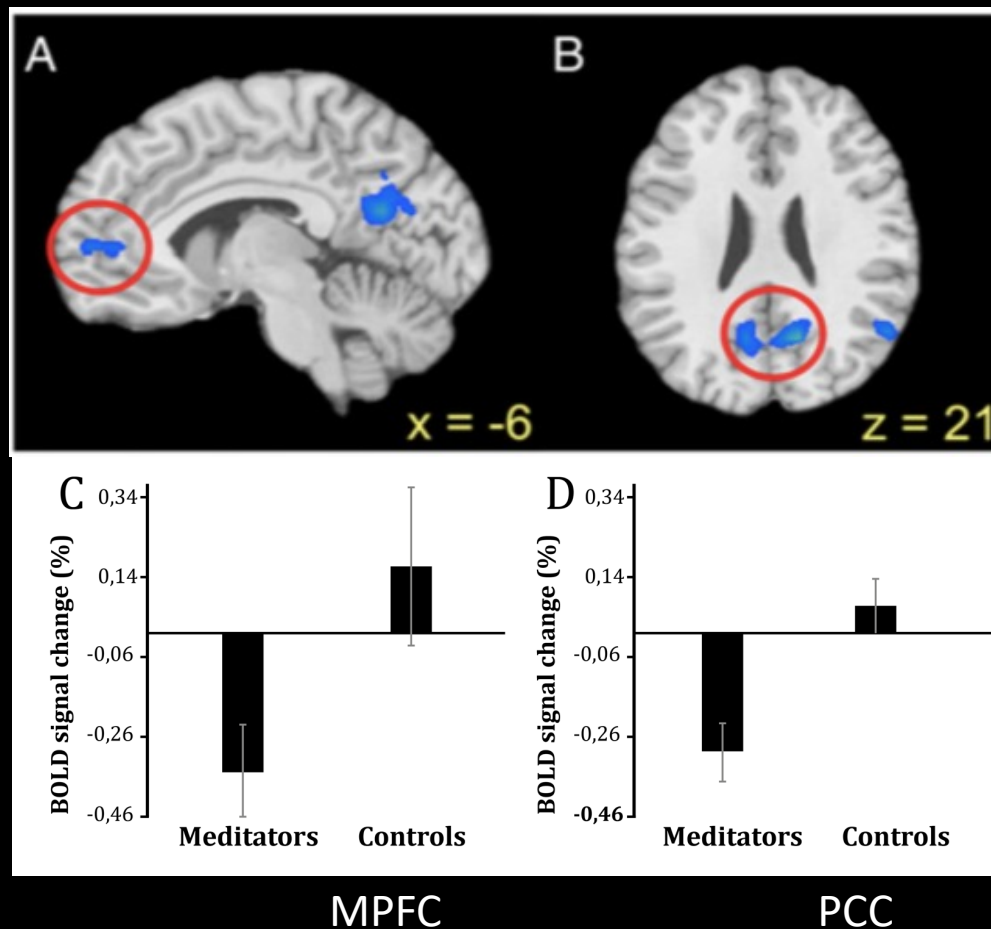 A
B
x = -6
z = 21
C
BOLD signal change (%)
0,34
0,14
-0,06
-0,26
-0,46
Meditators
Controls
D
BOLD signal change (%)
0,34
0,14
-0,06
-0,26
-0,46
Meditators
Controls
MPFC
PCC